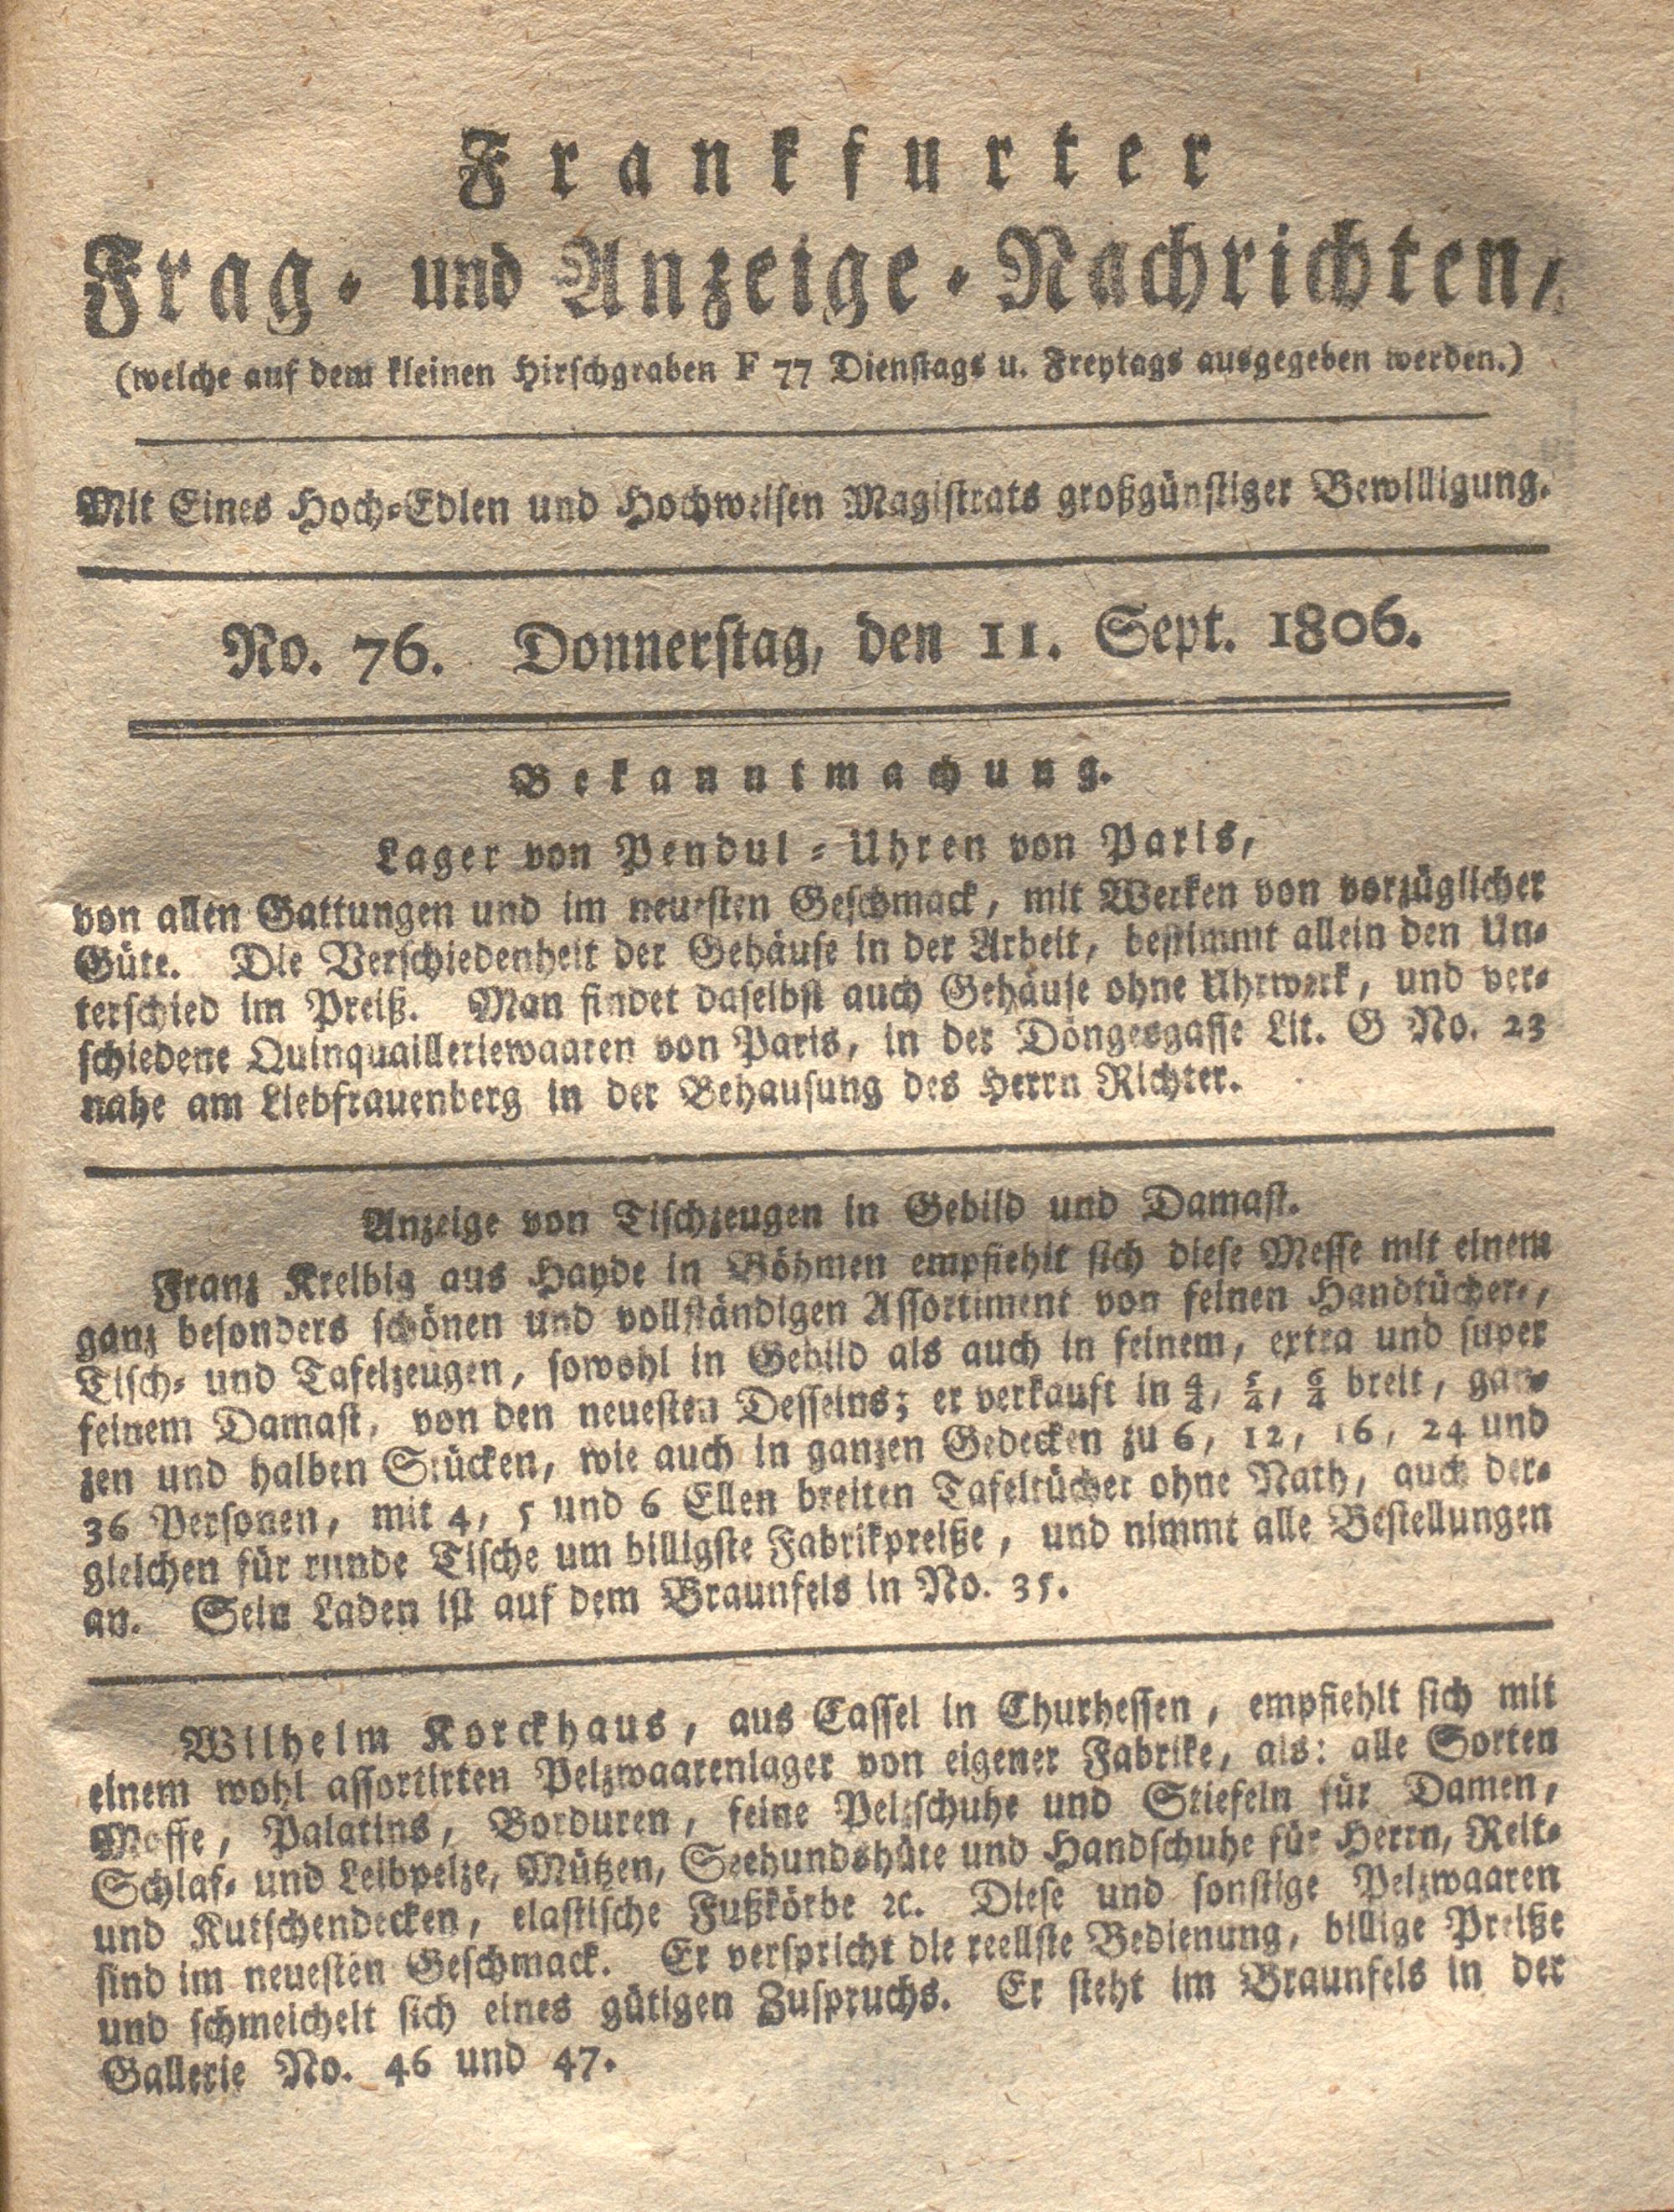 Frankfurter
Frag- und Anzeige-Nachrichten,
(welche auf dem kleinen Hirschgraben F 77 Dienstags u. Freytags ausgegeben werden.)
Mit Eines Hoch-Edlen und Hochweisen Magistrats großgünstiger Bewilligung.
No. 76. Donnerstag, den 11. Sept. 1806.
Bekanntmachung.
Lager von Pendul-Uhren von Paris,
von allen Gattungen und im neuesten Geschmack, mit Werken von vorzüglicher
Güte. Die Verschiedenheit der Gehäuse in der Arbeit, bestimmt allein den Un-
terschied im Preiß. Man findet daselbst auch Gehäuse ohne Uhrwerk, und ver-
schiedene Quinquailleriewaaren von Paris, in der Döngesgasse Lit. G No. 23
nahe am Liebfrauenberg in der Behausung des Herrn Richter.
Anzeige von Tischzeugen in Gebild und Damast.
Franz Kreibig aus Hayde in Böhmen empfiehlt sich diese Messe mit einem
ganz besonders schönen und vollständigen Assortiment von feinen Handtücher-,
Tisch- und Tafelzeugen, sowohl in Gebild als auch in feinem, extra und super
feinem Damast, von den neuesten Desseins; er verkauft in 4/4, 5/4, 6/4 breit, gan-
zen und halben Stücken, wie auch in ganzen Gedecken zu 6, 12, 16, 24 und
36 Personen, mit 4, 5 und 6 Ellen breiten Tafeltücher ohne Nath, auch der-
gleichen für runde Tische um billigste Fabrikpreiße, und nimmt alle Bestellungen
an. Sein Laden ist auf dem Braunfels in No. 35.
Wilhelm Korckhaus, aus Cassel in Churhessen, empfiehlt sich mit
einem wohl assortirten Pelzwaarenlager von eigener Fabrike, als: alle Sorten
Moffe, Palatins, Borduren, feine Pelzschuhe und Stiefeln für Damen,
Schlaf- und Leibpelze, Mützen, Seehundshüte und Handschuhe für Herrn, Reit-
und Kutschendecken, elastische Fußkörbe ꝛc. Diese und sonstige Pelzwaaren
sind im neuesten Geschmack. Er verspricht die reellste Bedienung, billige Preiße
und schmeichelt sich eines gütigen Zuspruchs. Er steht im Braunfels in der
Gallerie No. 46 und 47.